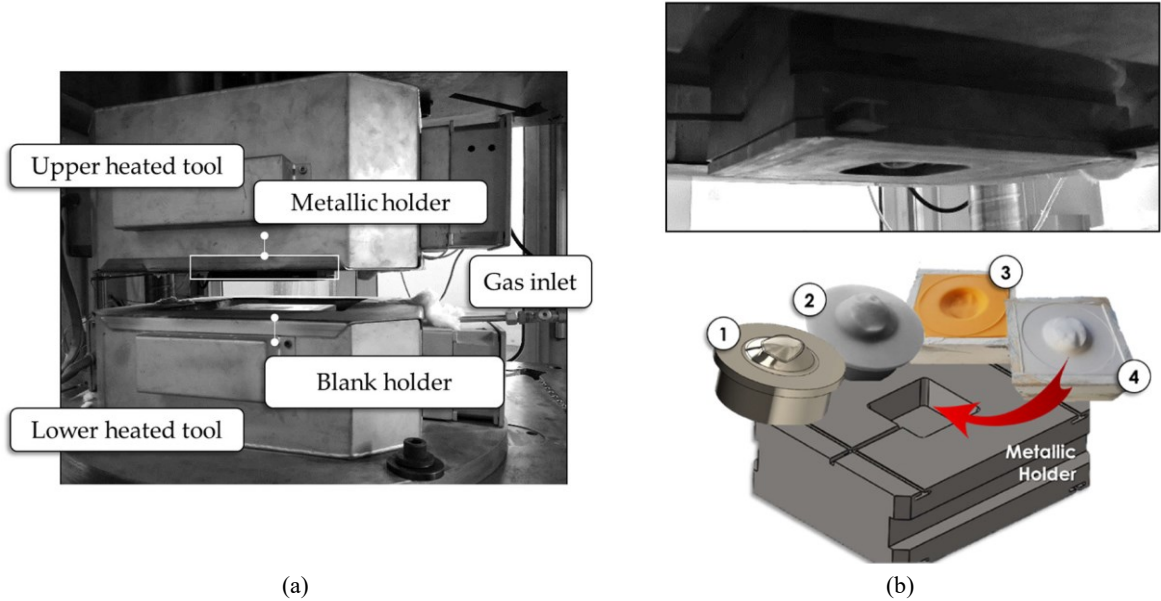 Upper heated tool
Metallic holder
Gas inlet
Blank holder
Lower heated tool
1
2
3
4
Metallic
Holder
(a)
(b)